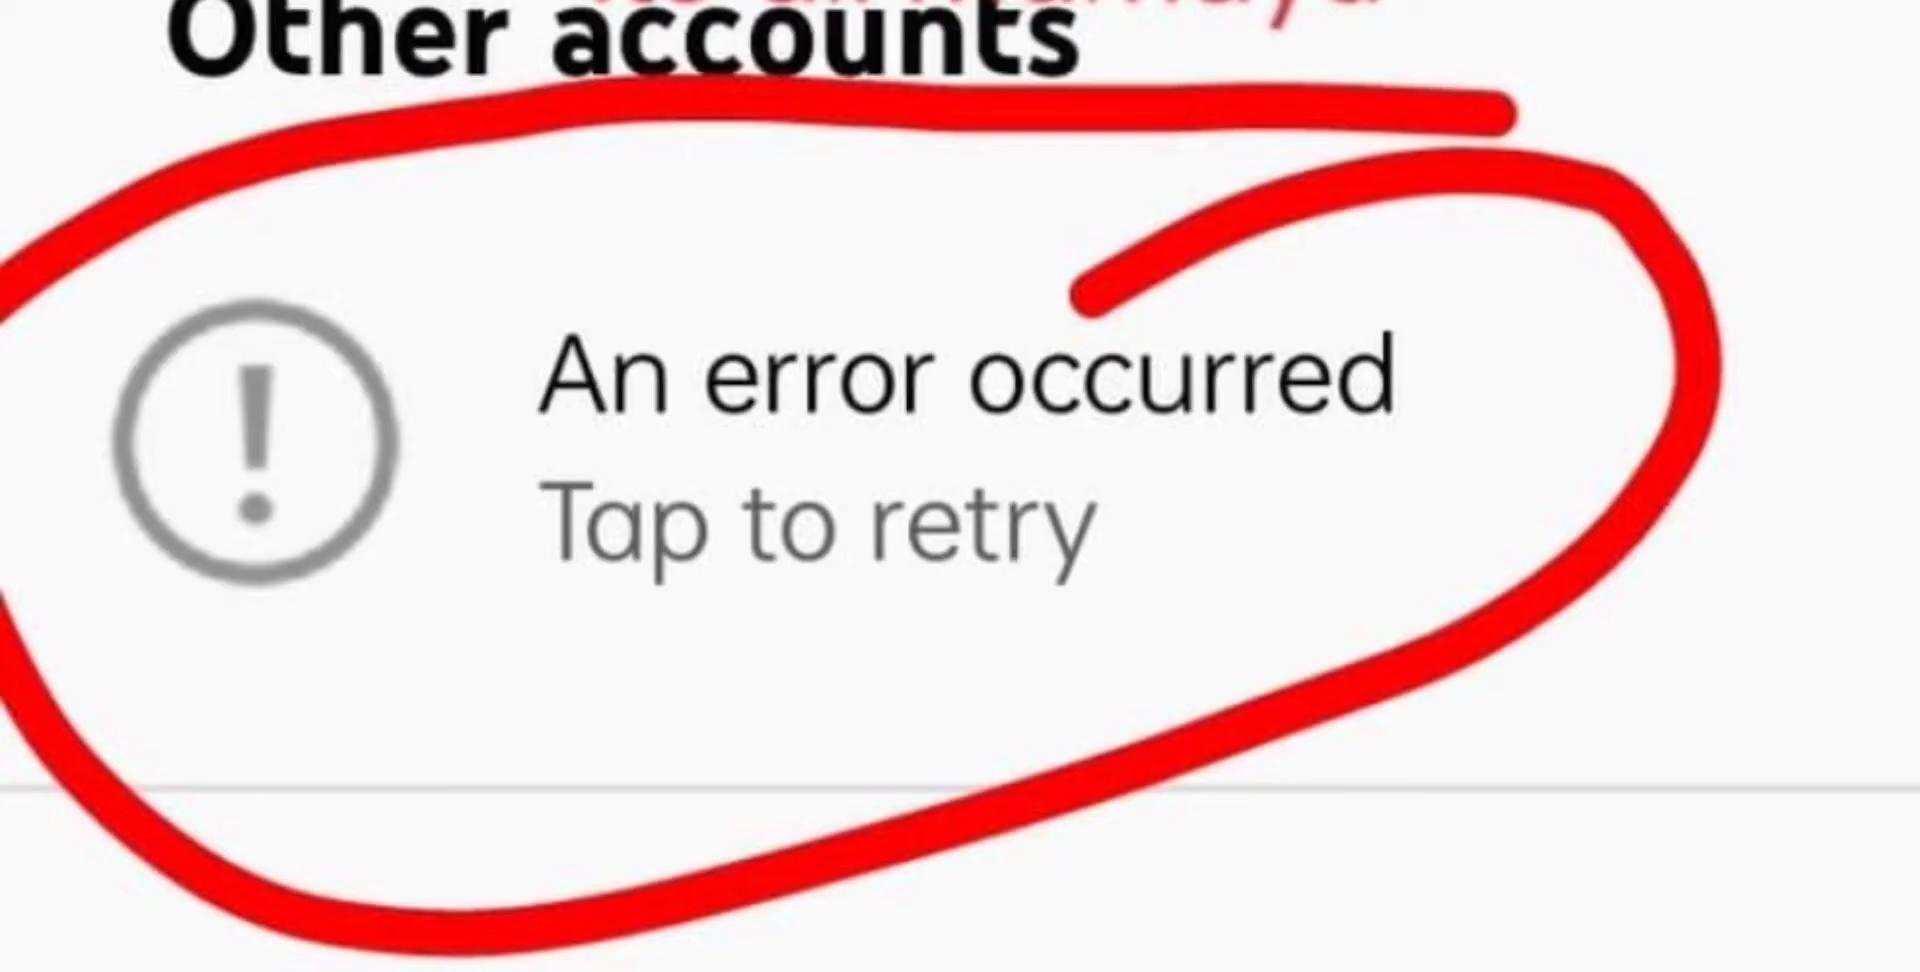 Other accounts
An error occurred
Tap to retry